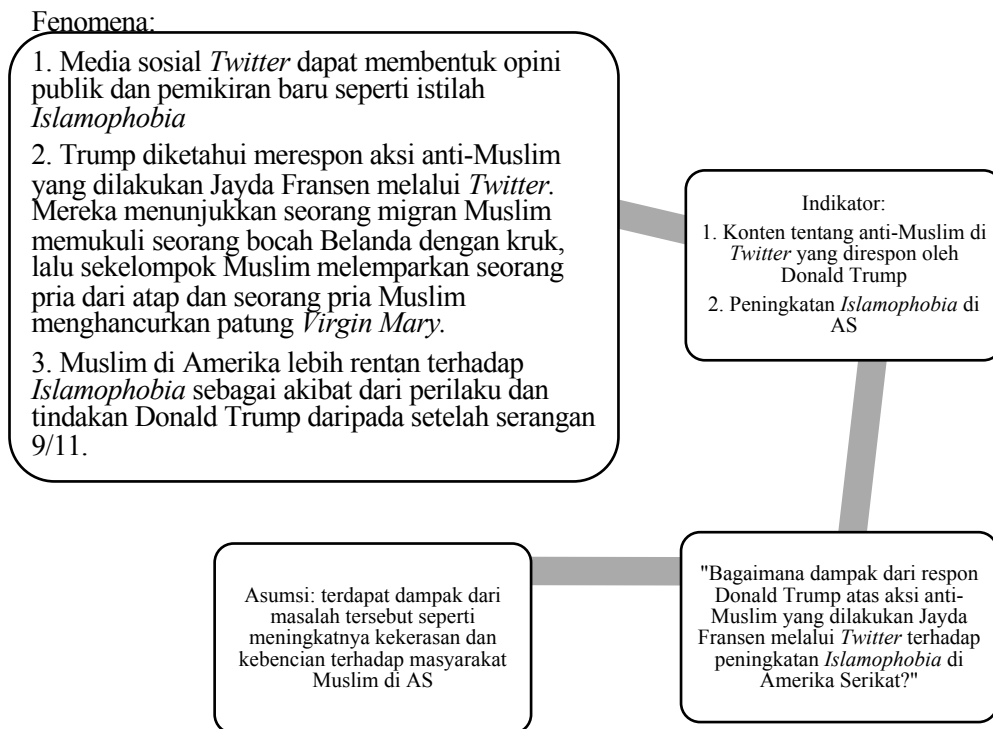 Fenomena:
1. Media sosial Twitter dapat membentuk opini
publik dan pemikiran baru seperti istilah
Islamophobia
2. Trump diketahui merespon aksi anti-Muslim
yang dilakukan Jayda Fransen melalui Twitter.
Mereka menunjukkan seorang migran Muslim
memukuli seorang bocah Belanda dengan kruk,
lalu sekelompok Muslim melemparkan seorang
pria dari atap dan seorang pria Muslim
menghancurkan patung Virgin Mary.
3. Muslim di Amerika lebih rentan terhadap
Islamophobia sebagai akibat dari perilaku dan
tindakan Donald Trump daripada setelah serangan
9/11.
Indikator:
1. Konten tentang anti-Muslim di
Twitter yang direspon oleh
Donald Trump
2. Peningkatan Islamophobia di
AS
"Bagaimana dampak dari respon
Donald Trump atas aksi anti-
Muslim yang dilakukan Jayda
Fransen melalui Twitter terhadap
peningkatan Islamophobia di
Amerika Serikat?"
Asumsi: terdapat dampak dari
masalah tersebut seperti
meningkatnya kekerasan dan
kebencian terhadap masyarakat
Muslim di AS